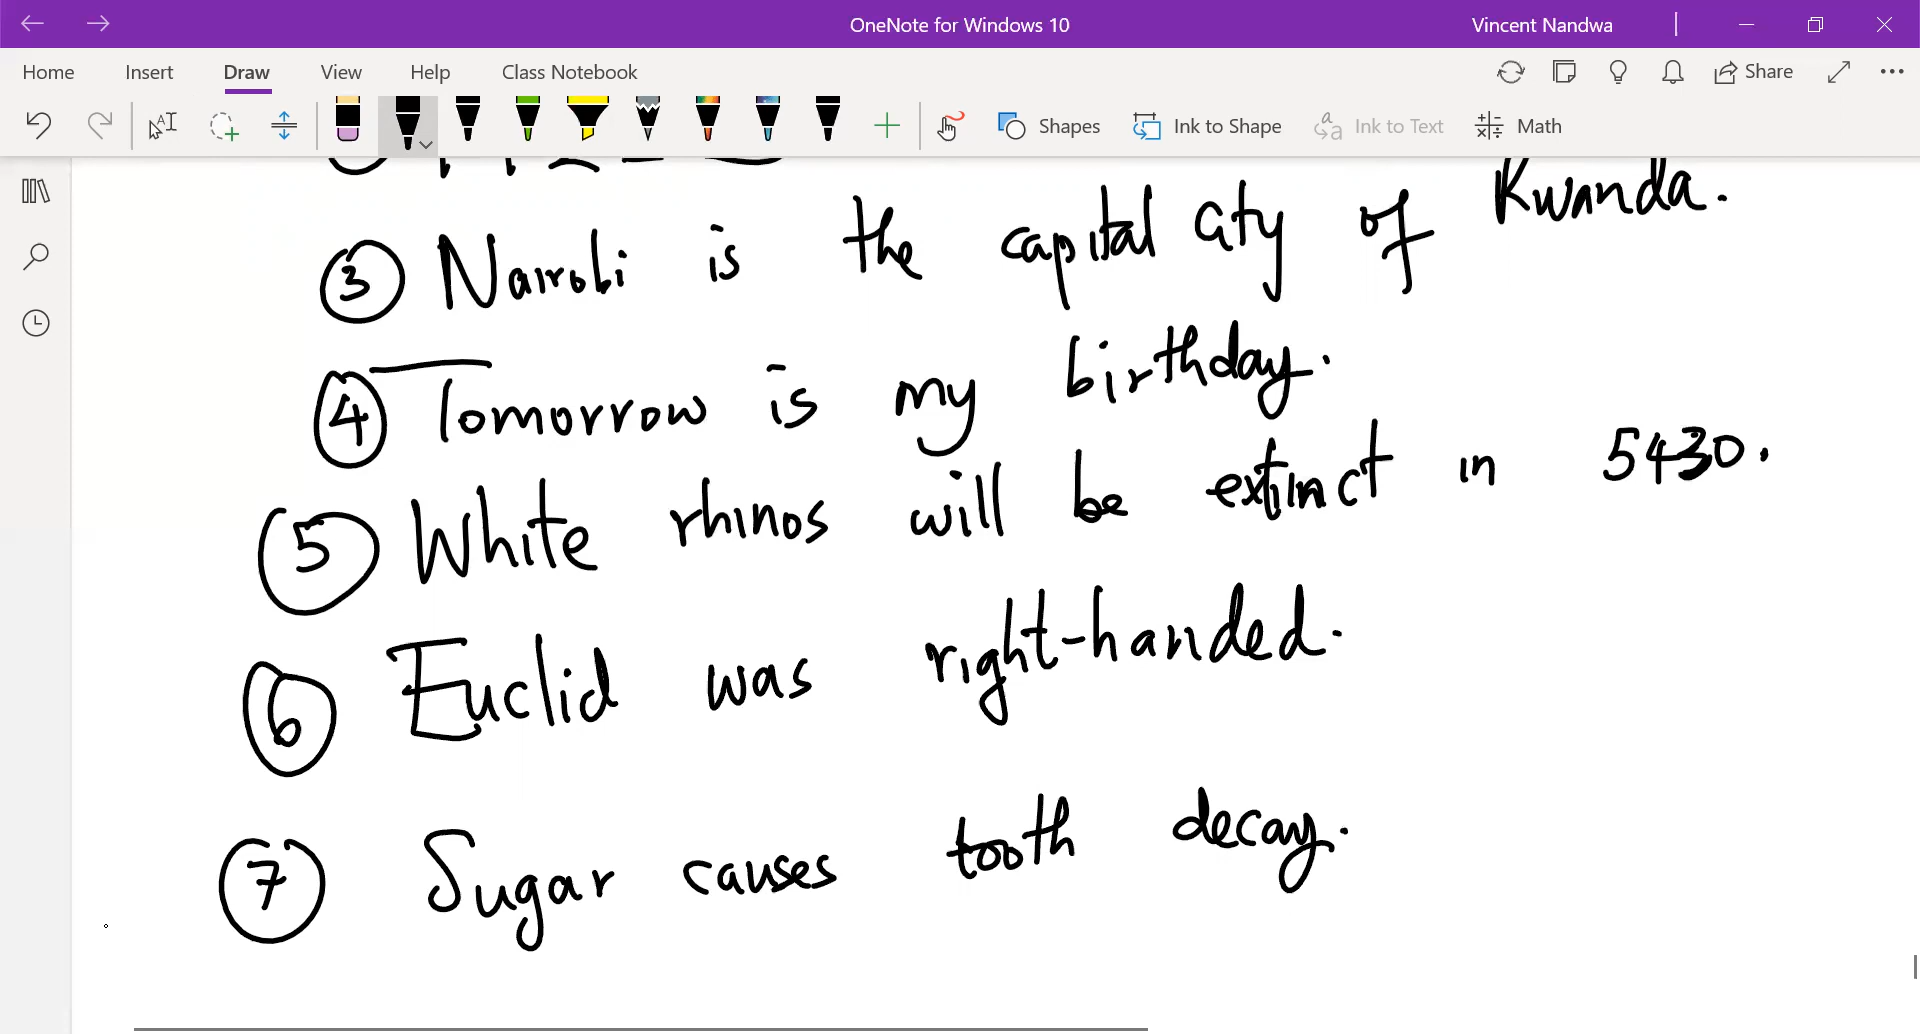 OneNote for Windows 10
Vincent Nandwa
Home Insert Draw View Help Class Notebook Share
Shapes Ink to Shape Ink to Text Math
3 Nairobi is the capital city of Rwanda.
4 Tomorrow is my birthday.
5 White rhinos will be extinct in 5430.
6 Euclid was right-handed.
7 Sugar causes tooth decay.